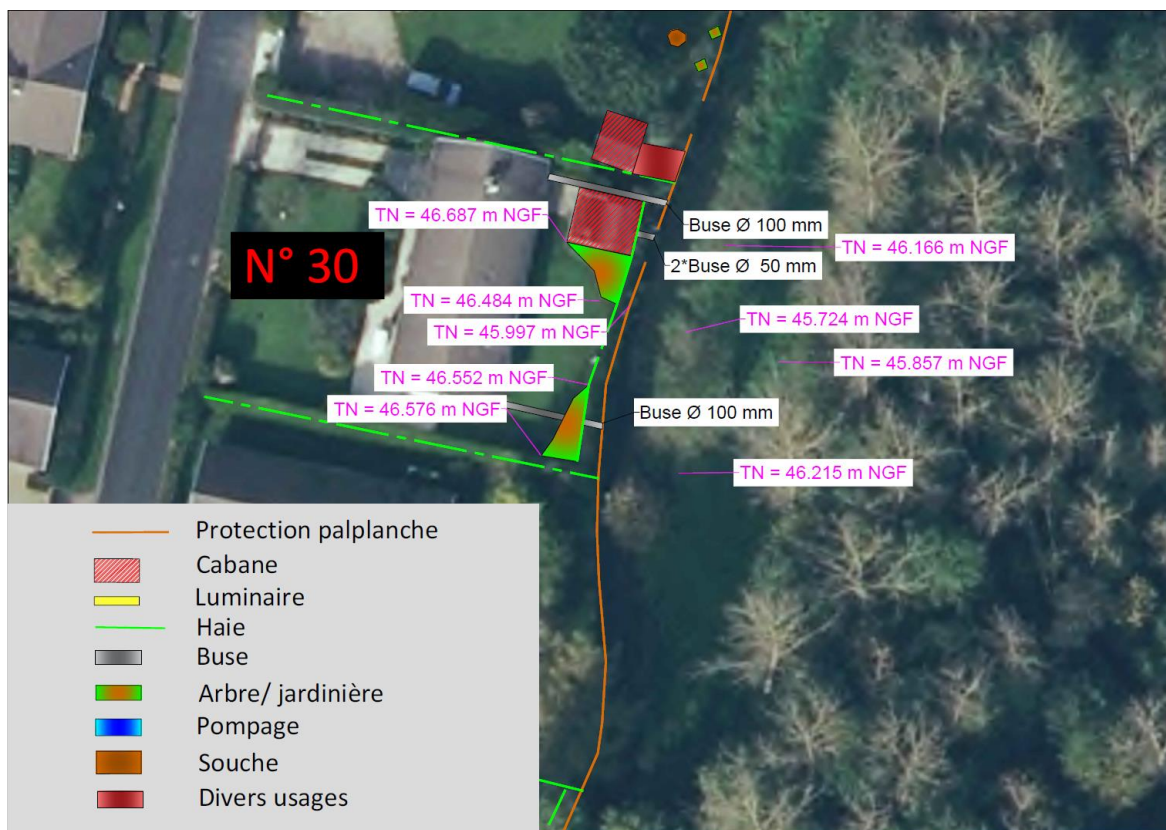 TN = 46.687 m NGF
Buse Ø 100 mm
N° 30
TN = 46.166 m NGF
2*Buse Ø 50 mm
TN = 46.484 m NGF
TN = 45.724 m NGF
TN = 45.997 m NGF
TN = 45.857 m NGF
TN = 46.552 m NGF
TN = 46.576 m NGF
Buse Ø 100 mm
TN = 46.215 m NGF
Protection palplanche
Cabane
Luminaire
Haie
Buse
Arbre/ jardinière
Pompage
Souche
Divers usages